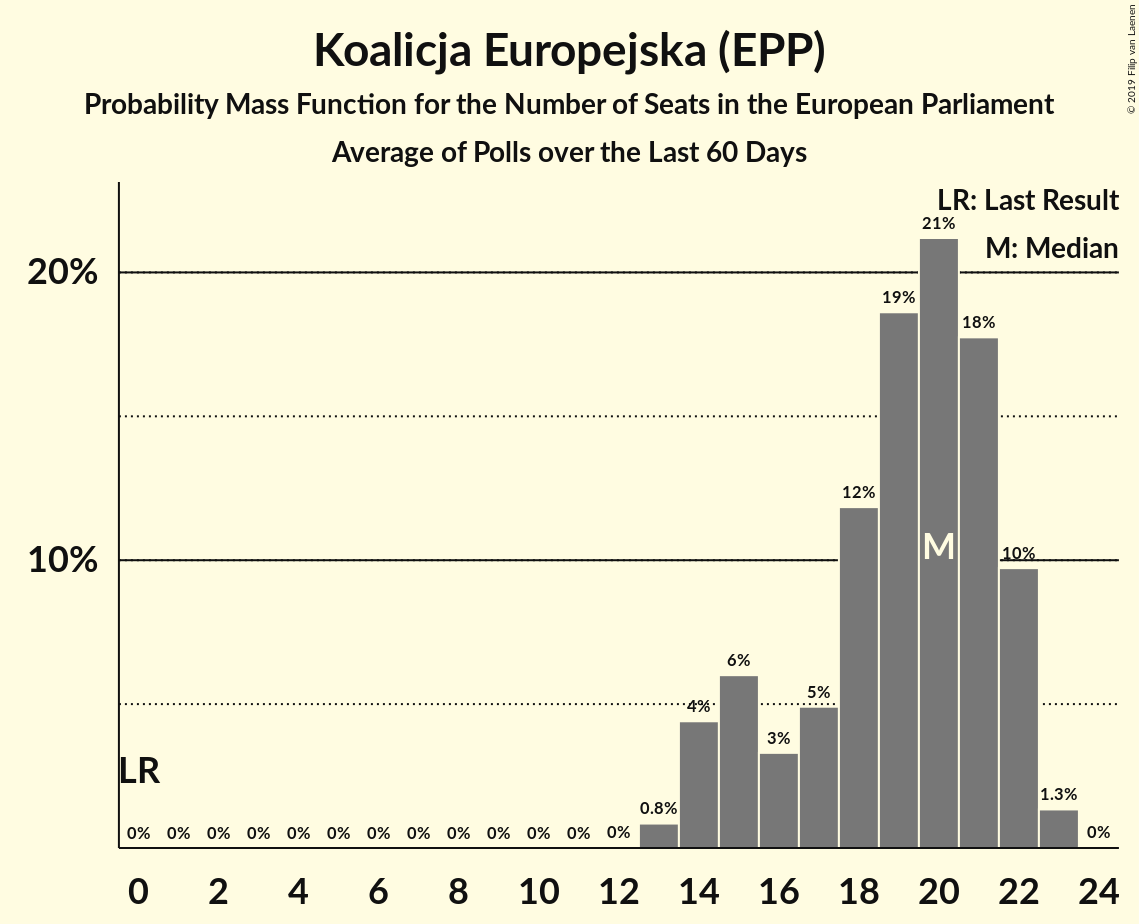 Koalicja Europejska (EPP)
Probability Mass Function for the Number of Seats in the European Parliament
Average of Polls over the Last 60 Days
© 2019 Filip van Laenen
LR: Last Result
M: Median
20%
10%
21%
19%
18%
12%
M
10%
6%
5%
4%
3%
LR
0.8%
1.3%
0% 0% 0% 0% 0% 0% 0% 0% 0% 0% 0% 0% 0% 0%
0 2 4 6 8 10 12 14 16 18 20 22 24